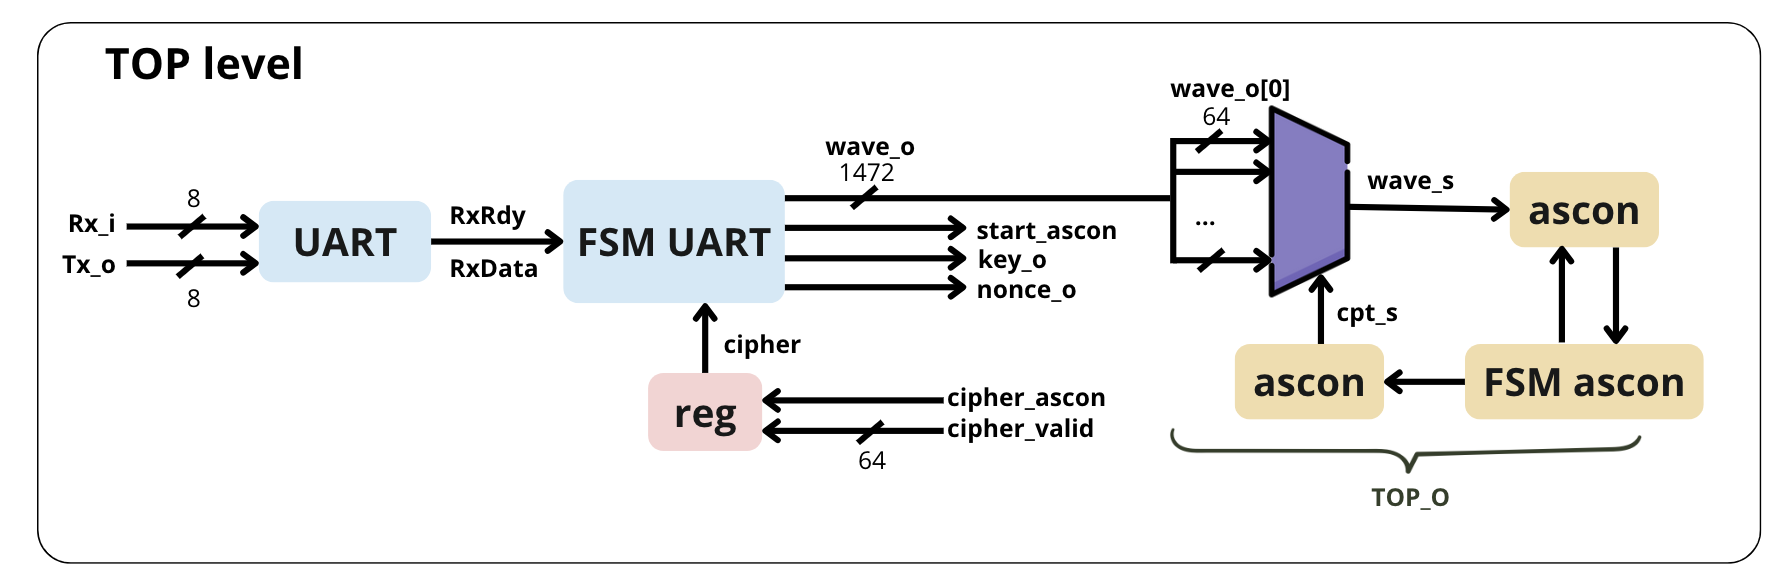 TOP level
wave_o[0]
64
wave_o
1472
wave_s
ascon
8
Rx_i
Tx_o
8
UART
RxRdy
RxData
FSM UART
start_ascon
key_o
nonce_o
...
cpt_s
cipher
reg
cipher_ascon
cipher_valid
64
ascon
FSM ascon
TOP_O